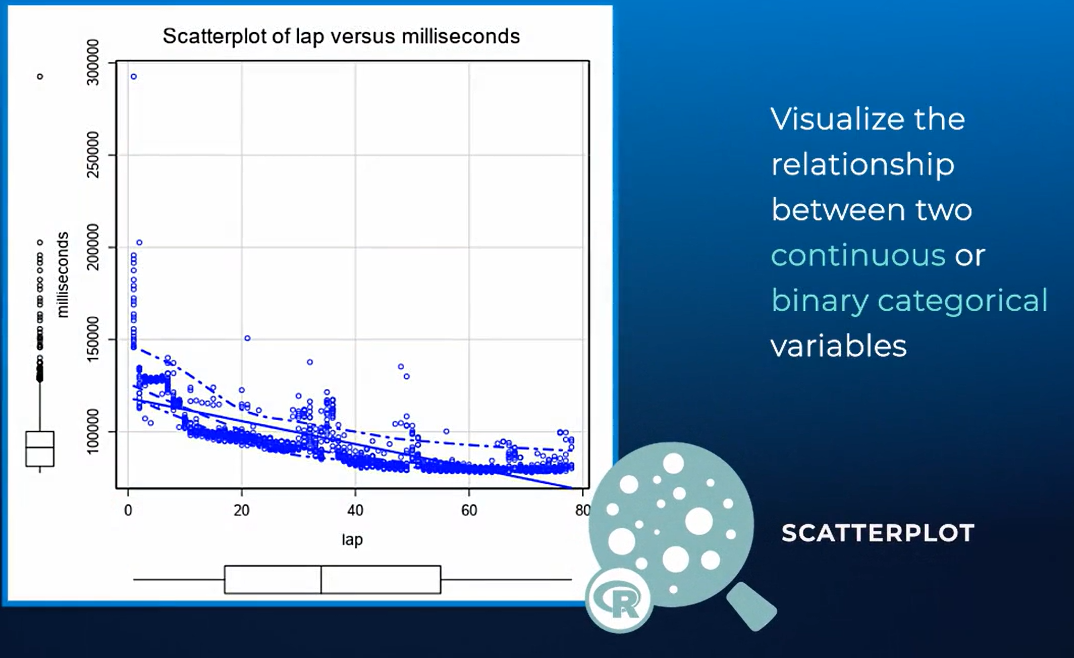 Scatterplot of lap versus milliseconds
300000
250000
200000
150000
100000
milliseconds
0 20 40 60 80
lap
Visualize the
relationship
between two
continuous or
binary categorical
variables
SCATTERPLOT
R